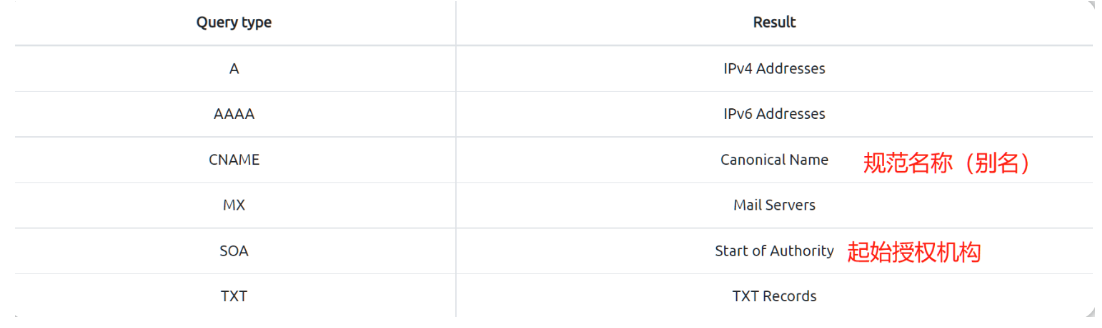 Query type Result
A IPv4 Addresses
AAAA IPv6 Addresses
CNAME Canonical Name 规范名称（别名）
MX Mail Servers
SOA Start of Authority 起始授权机构
TXT TXT Records